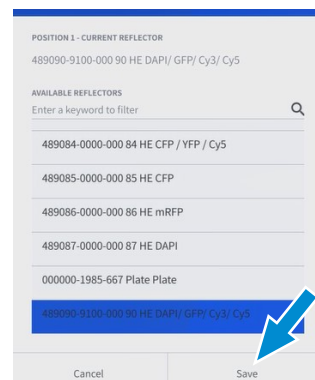 POSITION 1 - CURRENT REFLECTOR
489090-9100-000 90 HE DAPI/ GFP/ Cy3/ Cy5
AVAILABLE REFLECTORS
Enter a keyword to filter
489084-0000-000 84 HE CFP / YFP / Cy5
489085-0000-000 85 HE CFP
489086-0000-000 86 HE mRFP
489087-0000-000 87 HE DAPI
000000-1985-667 Plate Plate
489090-9100-000 90 HE DAPI/ GFP/ Cy3/ Cy5
Cancel Save